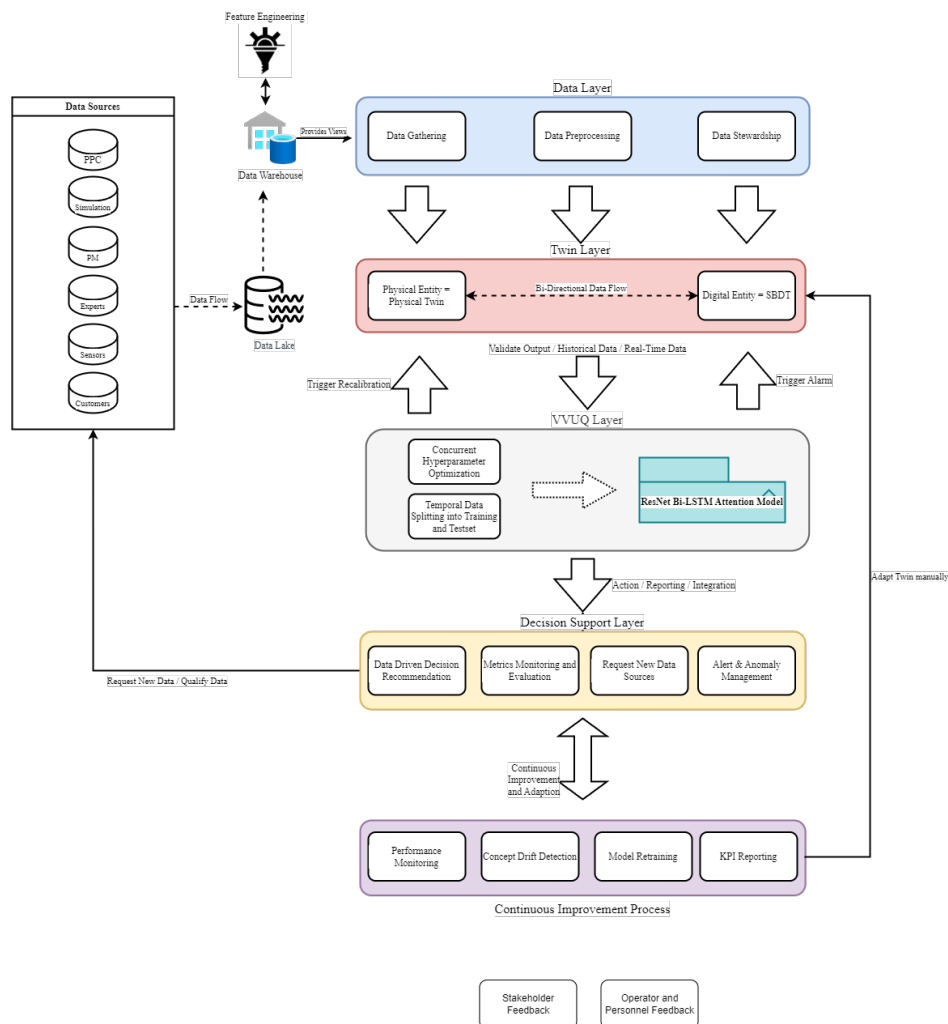 Feature Engineering
Data Sources
PPC
Simulation
PM
Experts
Sensors
Customers
Data Flow
Data Lake
Data Warehouse
Provides Views
Data Layer
Data Gathering
Data Preprocessing
Data Stewardship
Twin Layer
Physical Entity =
Physical Twin
Bi-Directional Data Flow
Digital Entity = SBDT
Validate Output / Historical Data / Real-Time Data
Trigger Recalibration
Trigger Alarm
VVUQ Layer
Concurrent
Hyperparameter
Optimization
Temporal Data
Splitting into Training
and Testset
ResNet Bi-LSTM Attention Model
Action / Reporting / Integration
Adapt Twin manually
Decision Support Layer
Data Driven Decision
Recommendation
Metrics Monitoring and
Evaluation
Request New Data
Sources
Alert & Anomaly
Management
Request New Data / Qualify Data
Continuous
Improvement
and Adaption
Performance
Monitoring
Concept Drift Detection
Model Retraining
KPI Reporting
Continuous Improvement Process
Stakeholder
Feedback
Operator and
Personnel Feedback